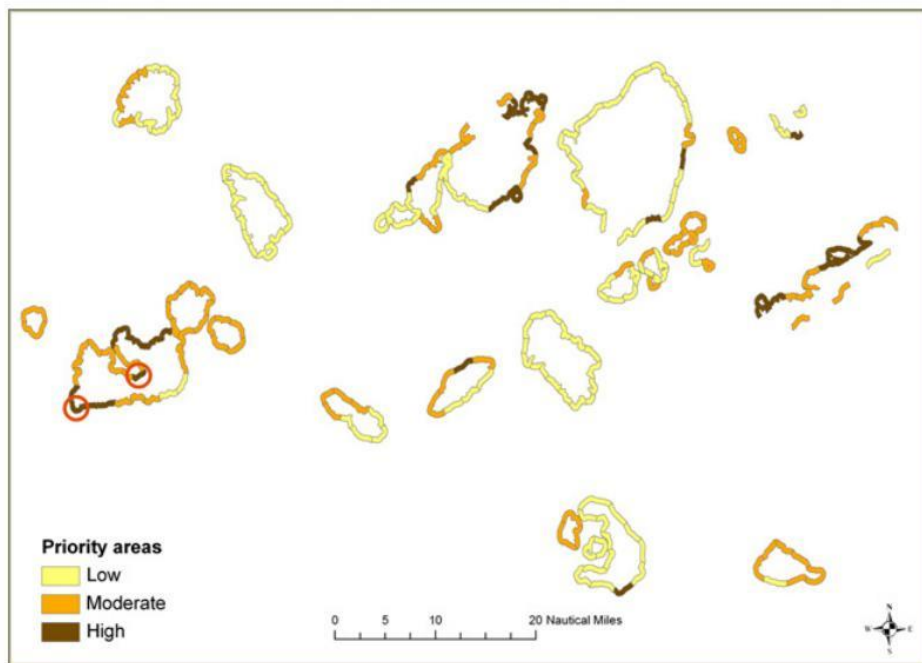 Priority areas
Low
Moderate
High
0 5 10 20 Nautical Miles
N
W E
S